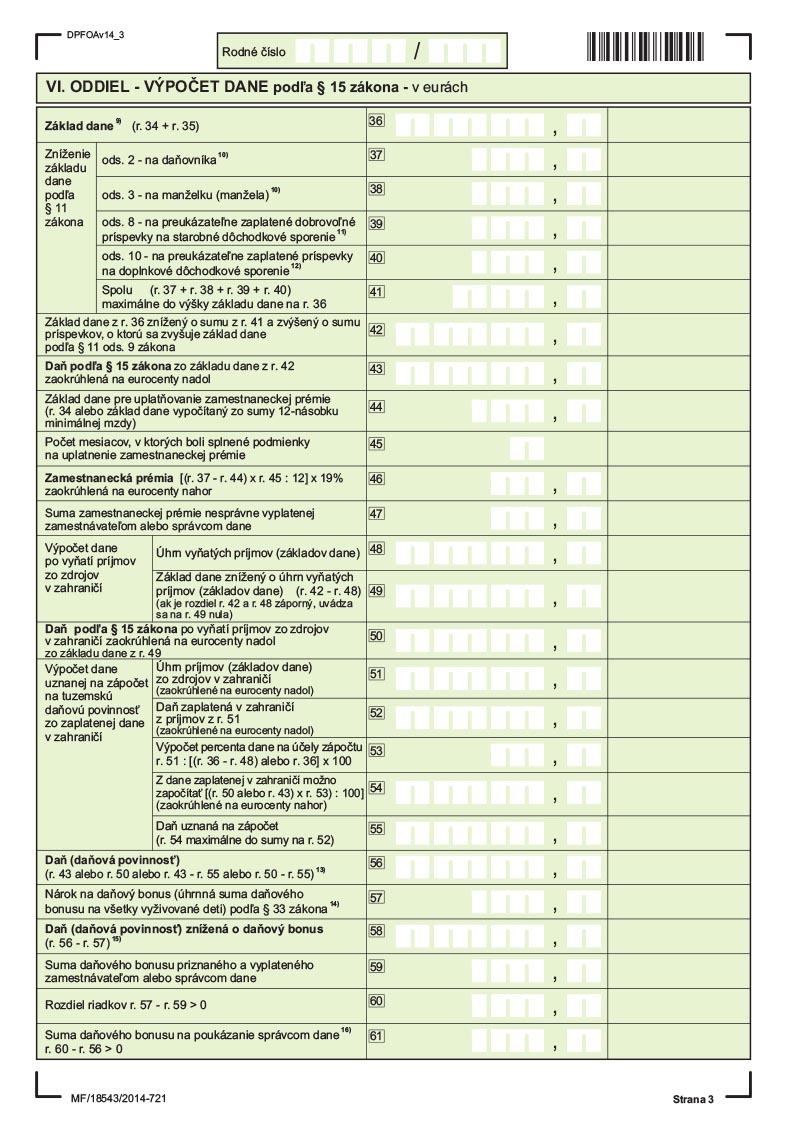 DPFOAv14_3
Rodné číslo /
VI. ODDIEL - VÝPOČET DANE podľa § 15 zákona - v eurách
Základ dane 9) (r. 34 + r. 35) 36 ,
Zníženie
základu
dane
podľa
§ 11
zákona
ods. 2 - na daňovníka 10) 37 ,
ods. 3 - na manželku (manžela) 10) 38 ,
ods. 8 - na preukázateľne zaplatené dobrovoľné
príspevky na starobné dôchodkové sporenie 11) 39 ,
ods. 10 - na preukázateľne zaplatené príspevky
na doplnkové dôchodkové sporenie 12) 40 ,
Spolu (r. 37 + r. 38 + r. 39 + r. 40)
maximálne do výšky základu dane na r. 36 41 ,
Základ dane z r. 36 znížený o sumu z r. 41 a zvýšený o sumu
príspevkov, o ktorú sa zvyšuje základ dane
podľa § 11 ods. 9 zákona 42 ,
Daň podľa § 15 zákona zo základu dane z r. 42
zaokrúhlená na eurocenty nadol 43 ,
Základ dane pre uplatňovanie zamestnaneckej prémie
(r. 34 alebo základ dane vypočítaný zo sumy 12-násobku
minimálnej mzdy) 44 ,
Počet mesiacov, v ktorých boli splnené podmienky
na uplatnenie zamestnaneckej prémie 45
Zamestnanecká prémia [(r. 37 - r. 44) x r. 45 : 12] x 19%
zaokrúhlená na eurocenty nahor 46 ,
Suma zamestnaneckej prémie nesprávne vyplatenej
zamestnávateľom alebo správcom dane 47 ,
Výpočet dane
po vyňatí príjmov
zo zdrojov
v zahraničí
Úhrn vyňatých príjmov (základov dane) 48 ,
Základ dane znížený o úhrn vyňatých
príjmov (základov dane) (r. 42 - r. 48)
(ak je rozdiel r. 42 a r. 48 záporný, uvádza
sa na r. 49 nula) 49 ,
Daň podľa § 15 zákona po vyňatí príjmov zo zdrojov
v zahraničí zaokrúhlená na eurocenty nadol
zo základu dane z r. 49 50 ,
Výpočet dane
uznanej na zápočet
na tuzemskú
daňovú povinnosť
zo zaplatenej dane
v zahraničí
Úhrn príjmov (základov dane)
zo zdrojov v zahraničí
(zaokrúhlené na eurocenty nadol) 51 ,
Daň zaplatená v zahraničí
z príjmov z r. 51
(zaokrúhlené na eurocenty nadol) 52 ,
Výpočet percenta dane na účely zápočtu
r. 51 : [(r. 36 - r. 48) alebo r. 36] x 100 53 ,
Z dane zaplatenej v zahraničí možno
započítať [(r. 50 alebo r. 43) x r. 53) : 100]
(zaokrúhlené na eurocenty nahor) 54 ,
Daň uznaná na zápočet
(r. 54 maximálne do sumy na r. 52) 55 ,
Daň (daňová povinnosť)
(r. 43 alebo r. 50 alebo r. 43 - r. 55 alebo r. 50 - r. 55) 13) 56 ,
Nárok na daňový bonus (úhrnná suma daňového
bonusu na všetky vyživované deti) podľa § 33 zákona 14) 57 ,
Daň (daňová povinnosť) znížená o daňový bonus
(r. 56 - r. 57) 15) 58 ,
Suma daňového bonusu priznaného a vyplateného
zamestnávateľom alebo správcom dane 59 ,
Rozdiel riadkov r. 57 - r. 59 > 0 60 ,
Suma daňového bonusu na poukázanie správcom dane 16)
r. 60 - r. 56 > 0 61 ,
MF/18543/2014-721
Strana 3